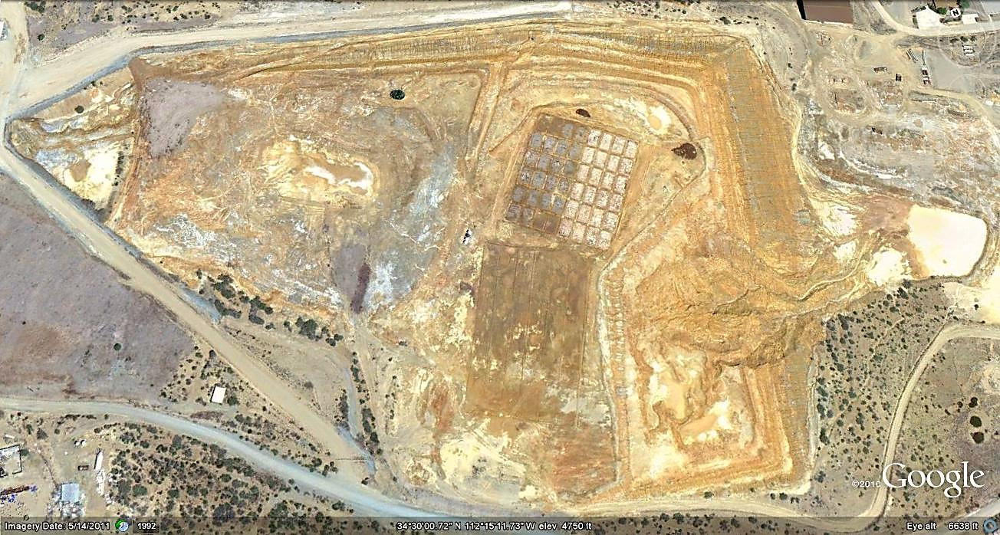 N
©2010 Google
Imagery Date: 5/14/2011 1992 34°30'00.72" N 112°15'11.73" W elev 4750 ft Eye alt 6638 ft